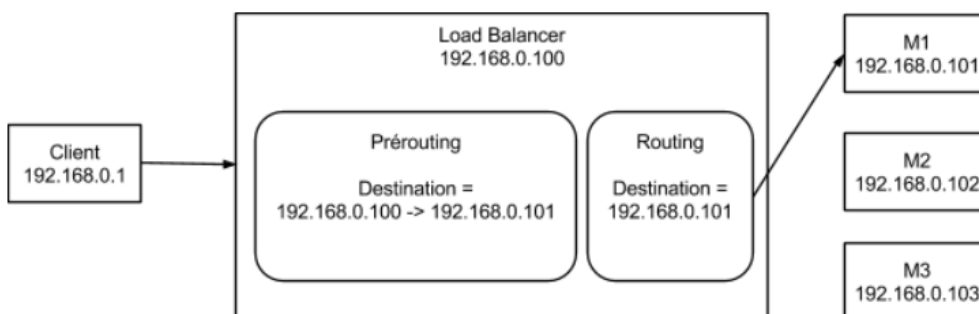 Load Balancer
192.168.0.100
Client
192.168.0.1
Prérouting
Destination =
192.168.0.100 -> 192.168.0.101
Routing
Destination =
192.168.0.101
M1
192.168.0.101
M2
192.168.0.102
M3
192.168.0.103